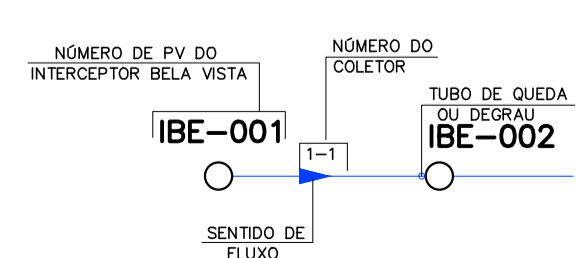 NÚMERO DE PV DO
INTERCEPTOR BELA VISTA
NÚMERO DO
COLETOR
TUBO DE QUEDA
OU DEGRAU
IBE-001
IBE-002
1-1
SENTIDO DE
FLUXO